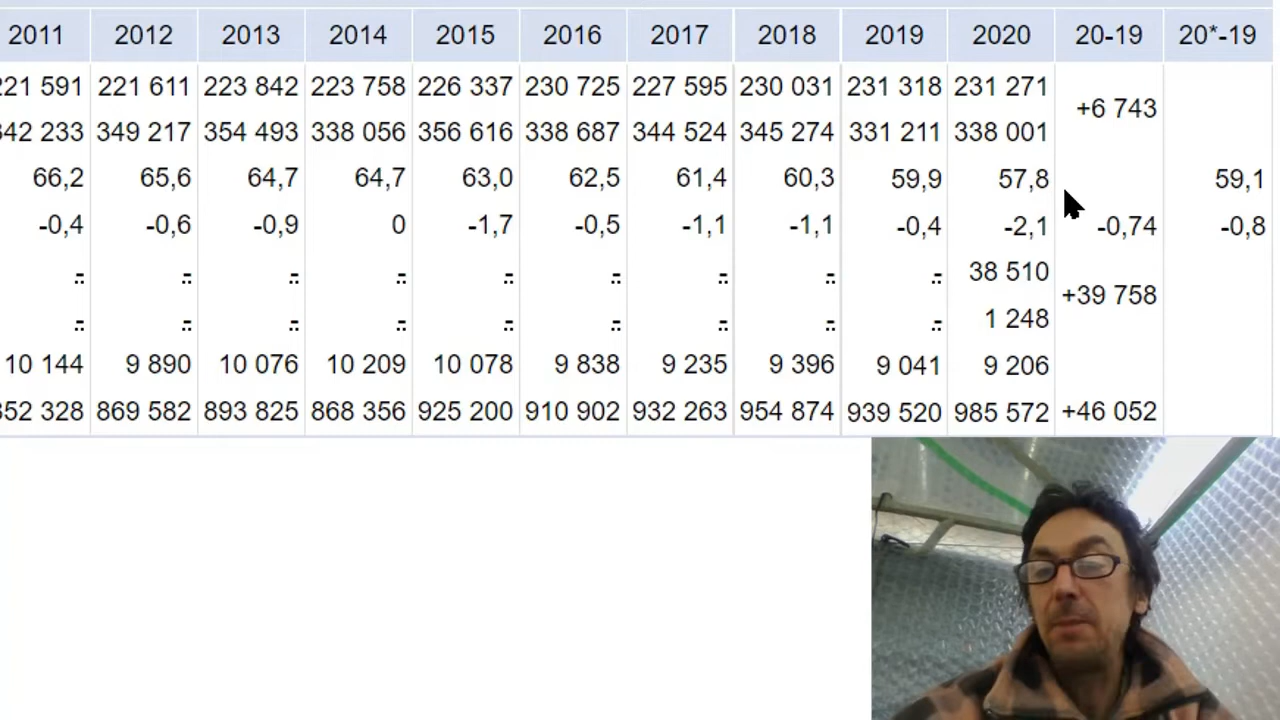 2011 2012 2013 2014 2015 2016 2017 2018 2019 2020 20-19 20*-19
221 591 221 611 223 842 223 758 226 337 230 725 227 595 230 031 231 318 231 271
+6 743
342 233 349 217 354 493 338 056 356 616 338 687 344 524 345 274 331 211 338 001
66,2 65,6 64,7 64,7 63,0 62,5 61,4 60,3 59,9 57,8 59,1
-0,4 -0,6 -0,9 0 -1,7 -0,5 -1,1 -1,1 -0,4 -2,1 -0,74 -0,8
38 510
+39 758
1 248
10 144 9 890 10 076 10 209 10 078 9 838 9 235 9 396 9 041 9 206
852 328 869 582 893 825 868 356 925 200 910 902 932 263 954 874 939 520 985 572 +46 052